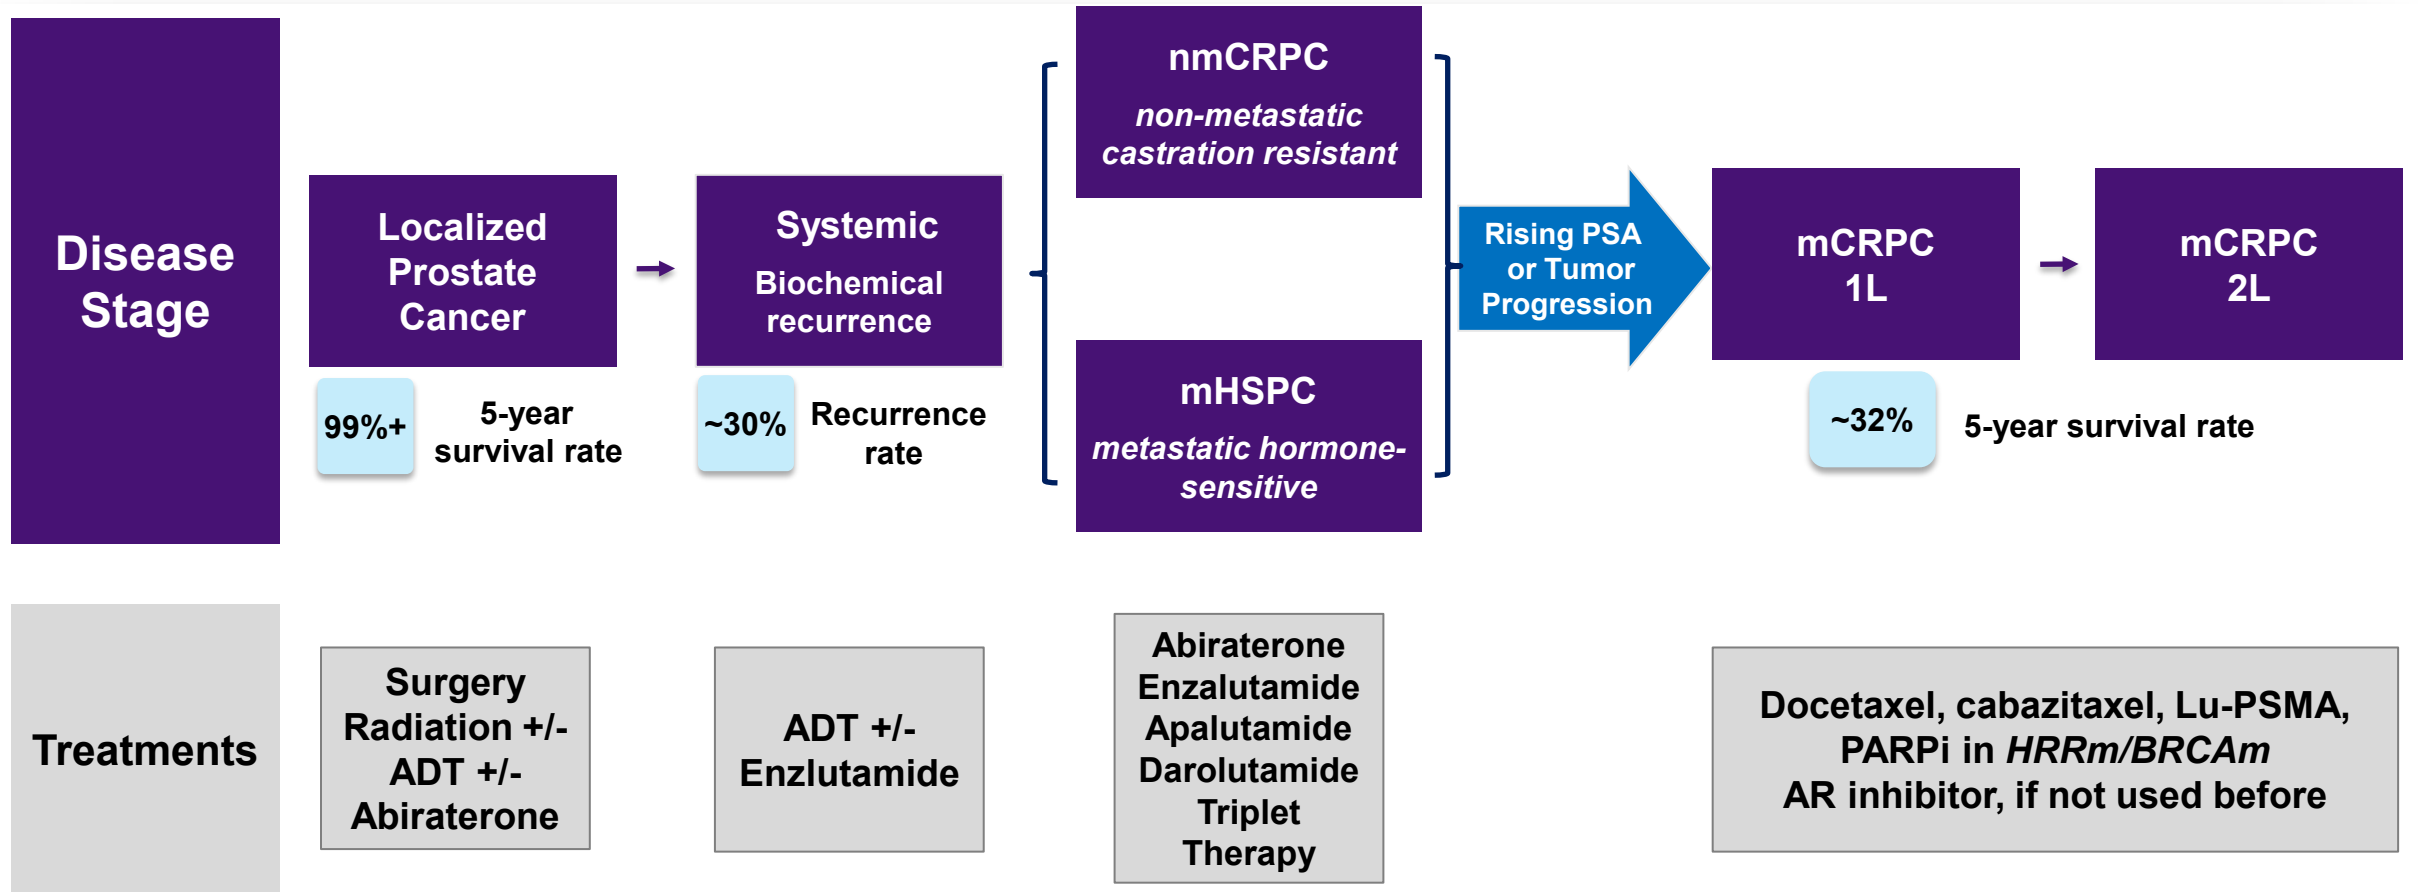 Disease
Stage
Localized
Prostate
Cancer
99%+
5-year
survival rate
Systemic
Biochemical
recurrence
~30%
Recurrence
rate
nmCRPC
non-metastatic
castration resistant
mHSPC
metastatic hormone-
sensitive
Rising PSA
or Tumor
Progression
mCRPC
1L
mCRPC
2L
~32%
5-year survival rate
Treatments
Surgery
Radiation +/-
ADT +/-
Abiraterone
ADT +/-
Enzlutamide
Abiraterone
Enzalutamide
Apalutamide
Darolutamide
Triplet
Therapy
Docetaxel, cabazitaxel, Lu-PSMA,
PARPi in HRRm/BRCAm
AR inhibitor, if not used before